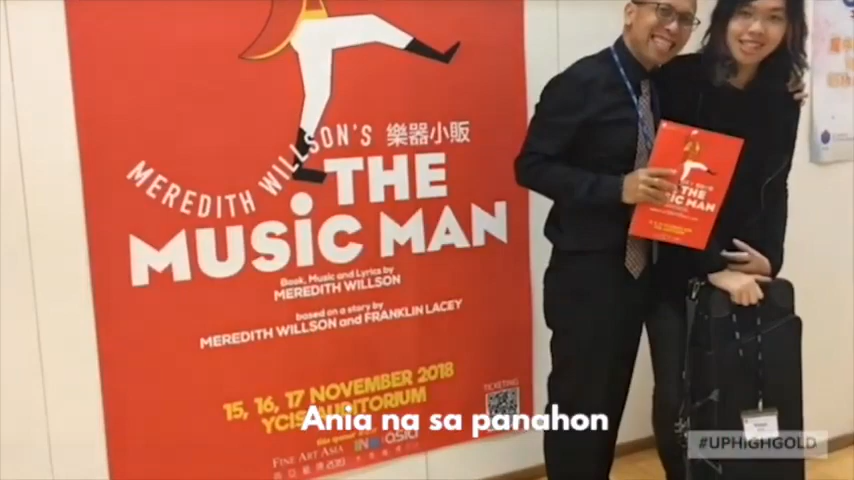 MEREDITH WILLSON'S 樂器小販
THE
MUSIC MAN
Book, Music and Lyrics by
MEREDITH WILLSON
based on a story by
MEREDITH WILLSON and FRANKLIN LACEY
15, 16, 17 NOVEMBER 2018
YCIS AUDITORIUM
TICKETING
FINE ART ASIA
THE
MUSIC MAN
Ania na sa panahon
#UPHIGHGOLD